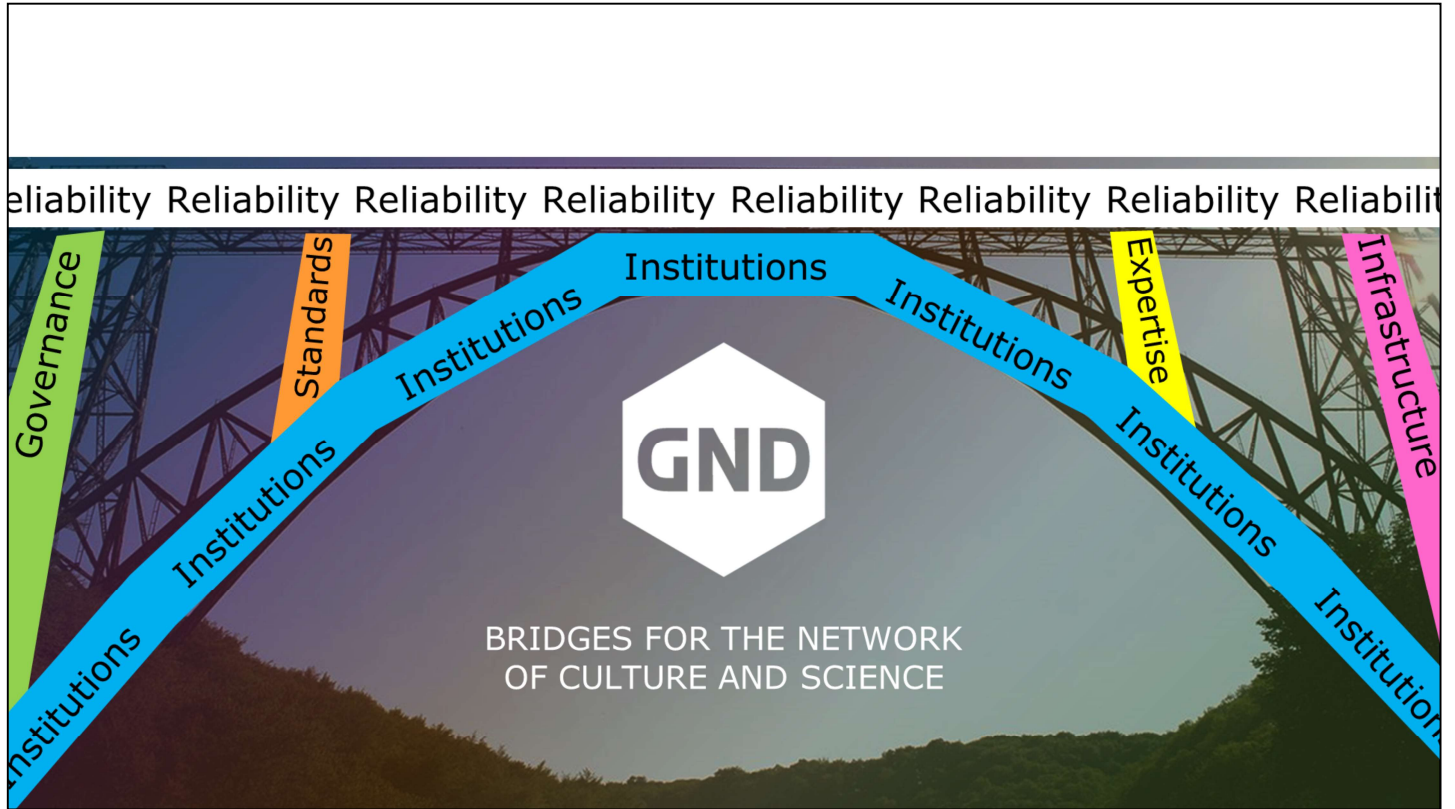 eliability Reliability Reliability Reliability Reliability Reliability Reliability Reliabilit
Governance
Standards
Institutions
Expertise
Infrastructure
Institutions
Institutions
Institutions
Institutions
nstitutions
Institution
GND
BRIDGES FOR THE NETWORK
OF CULTURE AND SCIENCE